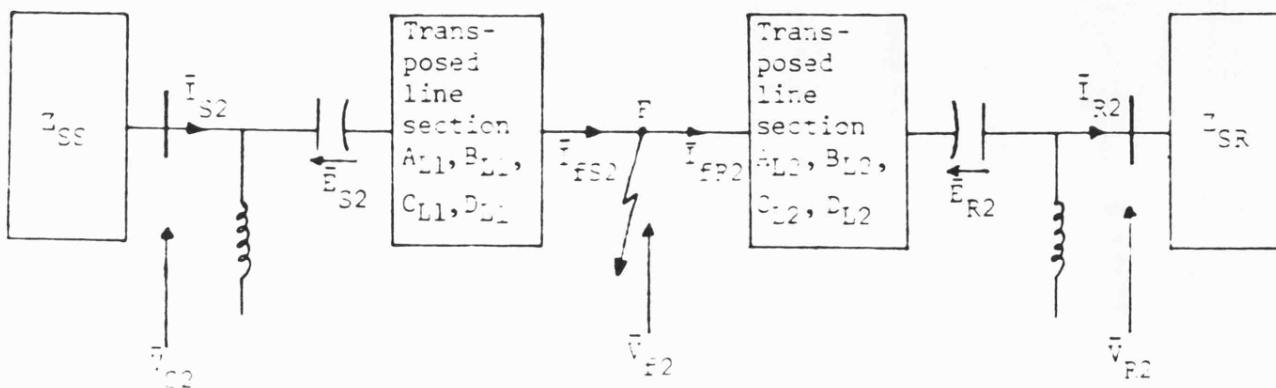 Z_SS
Ī_S2
Ē_S2
Trans-
posed
line
section
A_L1, B_L1,
C_L1, D_L1
Ī_fS2
F
Ī_fR2
Trans-
posed
line
section
A_L2, B_L2,
C_L2, D_L2
Ē_R2
Ī_R2
Z_SR
V̄_S2
V̄_f2
V̄_R2